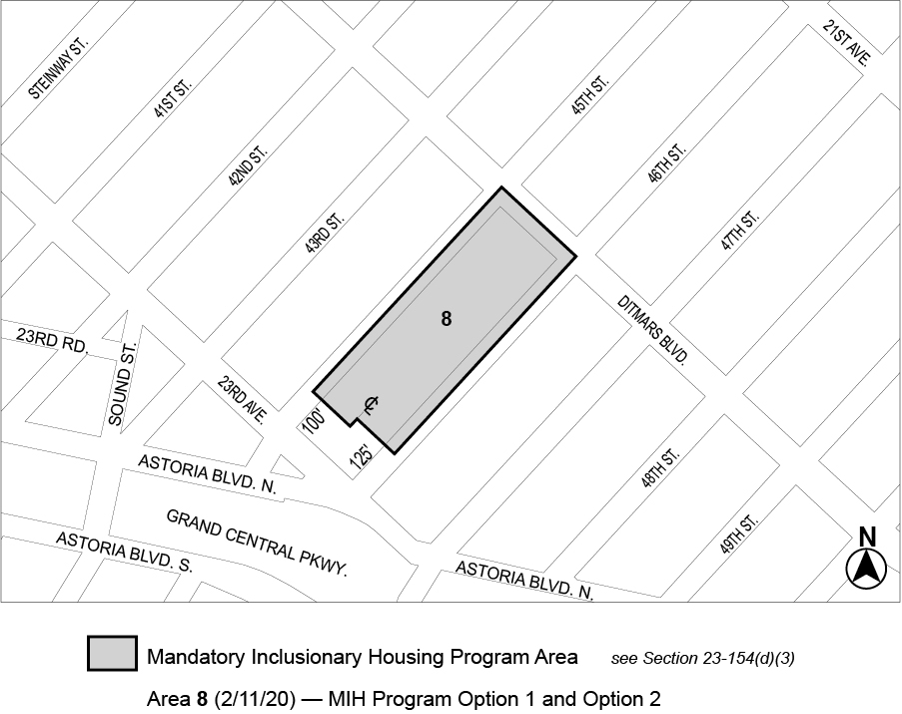 STEINWAY ST.
41ST ST.
42ND ST.
43RD ST.
45TH ST.
21ST AVE.
46TH ST.
47TH ST.
DITMARS BLVD.
8
23RD RD.
SOUND ST.
23RD AVE.
100'
℄
125'
48TH ST.
49TH ST.
ASTORIA BLVD. N.
GRAND CENTRAL PKWY.
ASTORIA BLVD. S.
ASTORIA BLVD. N.
N
Mandatory Inclusionary Housing Program Area see Section 23-154(d)(3)
Area 8 (2/11/20) — MIH Program Option 1 and Option 2